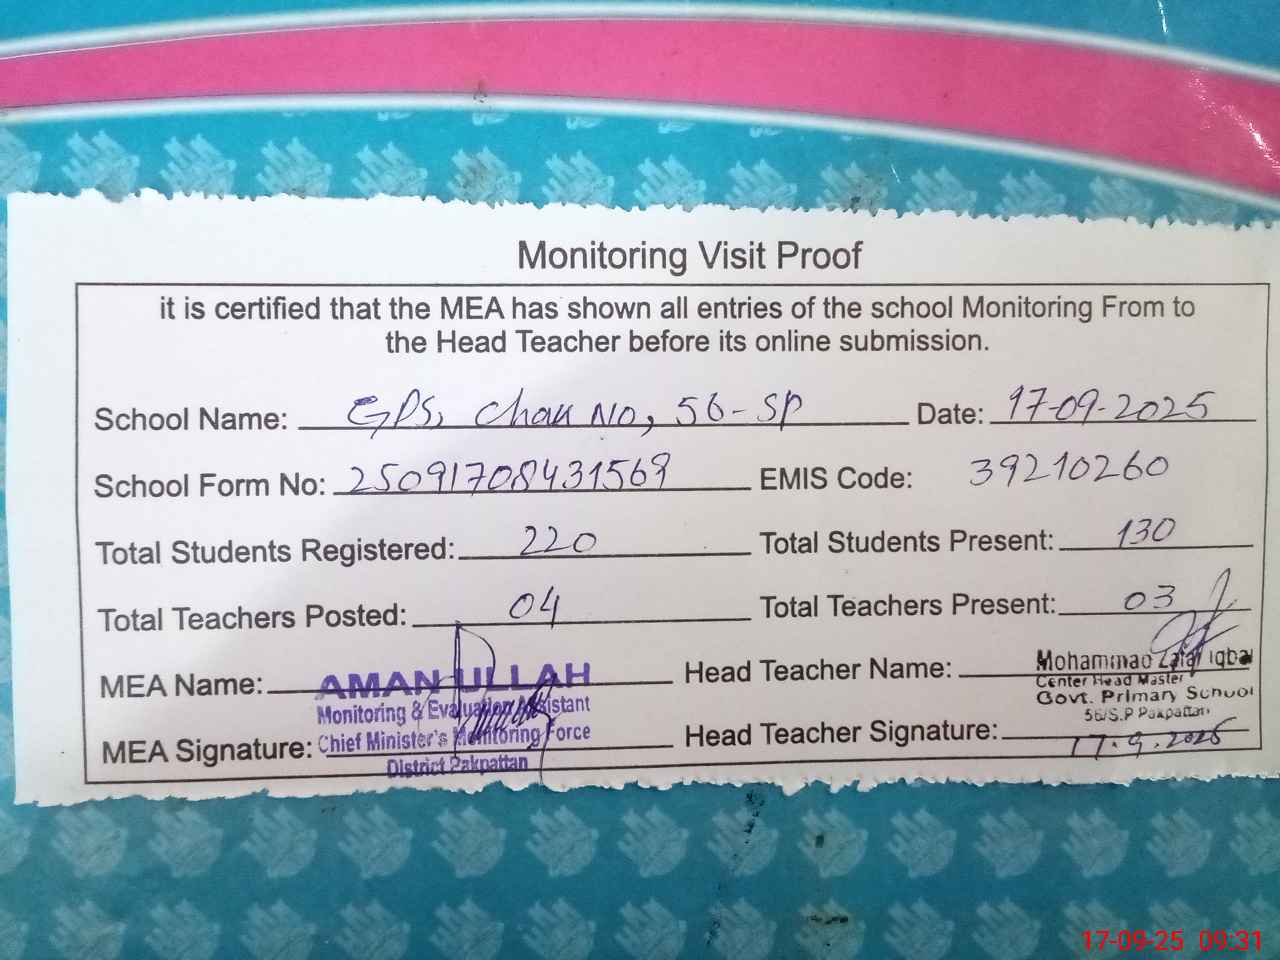 Monitoring Visit Proof
it is certified that the MEA has shown all entries of the school Monitoring From to
the Head Teacher before its online submission.
School Name: GPS, Chak No, 56-SP Date: 17-09-2025
School Form No: 25091708431569 EMIS Code: 39210260
Total Students Registered: 220 Total Students Present: 130
Total Teachers Posted: 04 Total Teachers Present: 03
MEA Name: AMAN ULLAH Head Teacher Name: Mohammad Zafar Iqbal
Center Head Master
Monitoring & Evaluation Assistant Govt. Primary School
56/S.P Pakpattan
MEA Signature: Chief Minister's Monitoring Force Head Teacher Signature: 17.9.2025
District Pakpattan
17-09-25 09:31